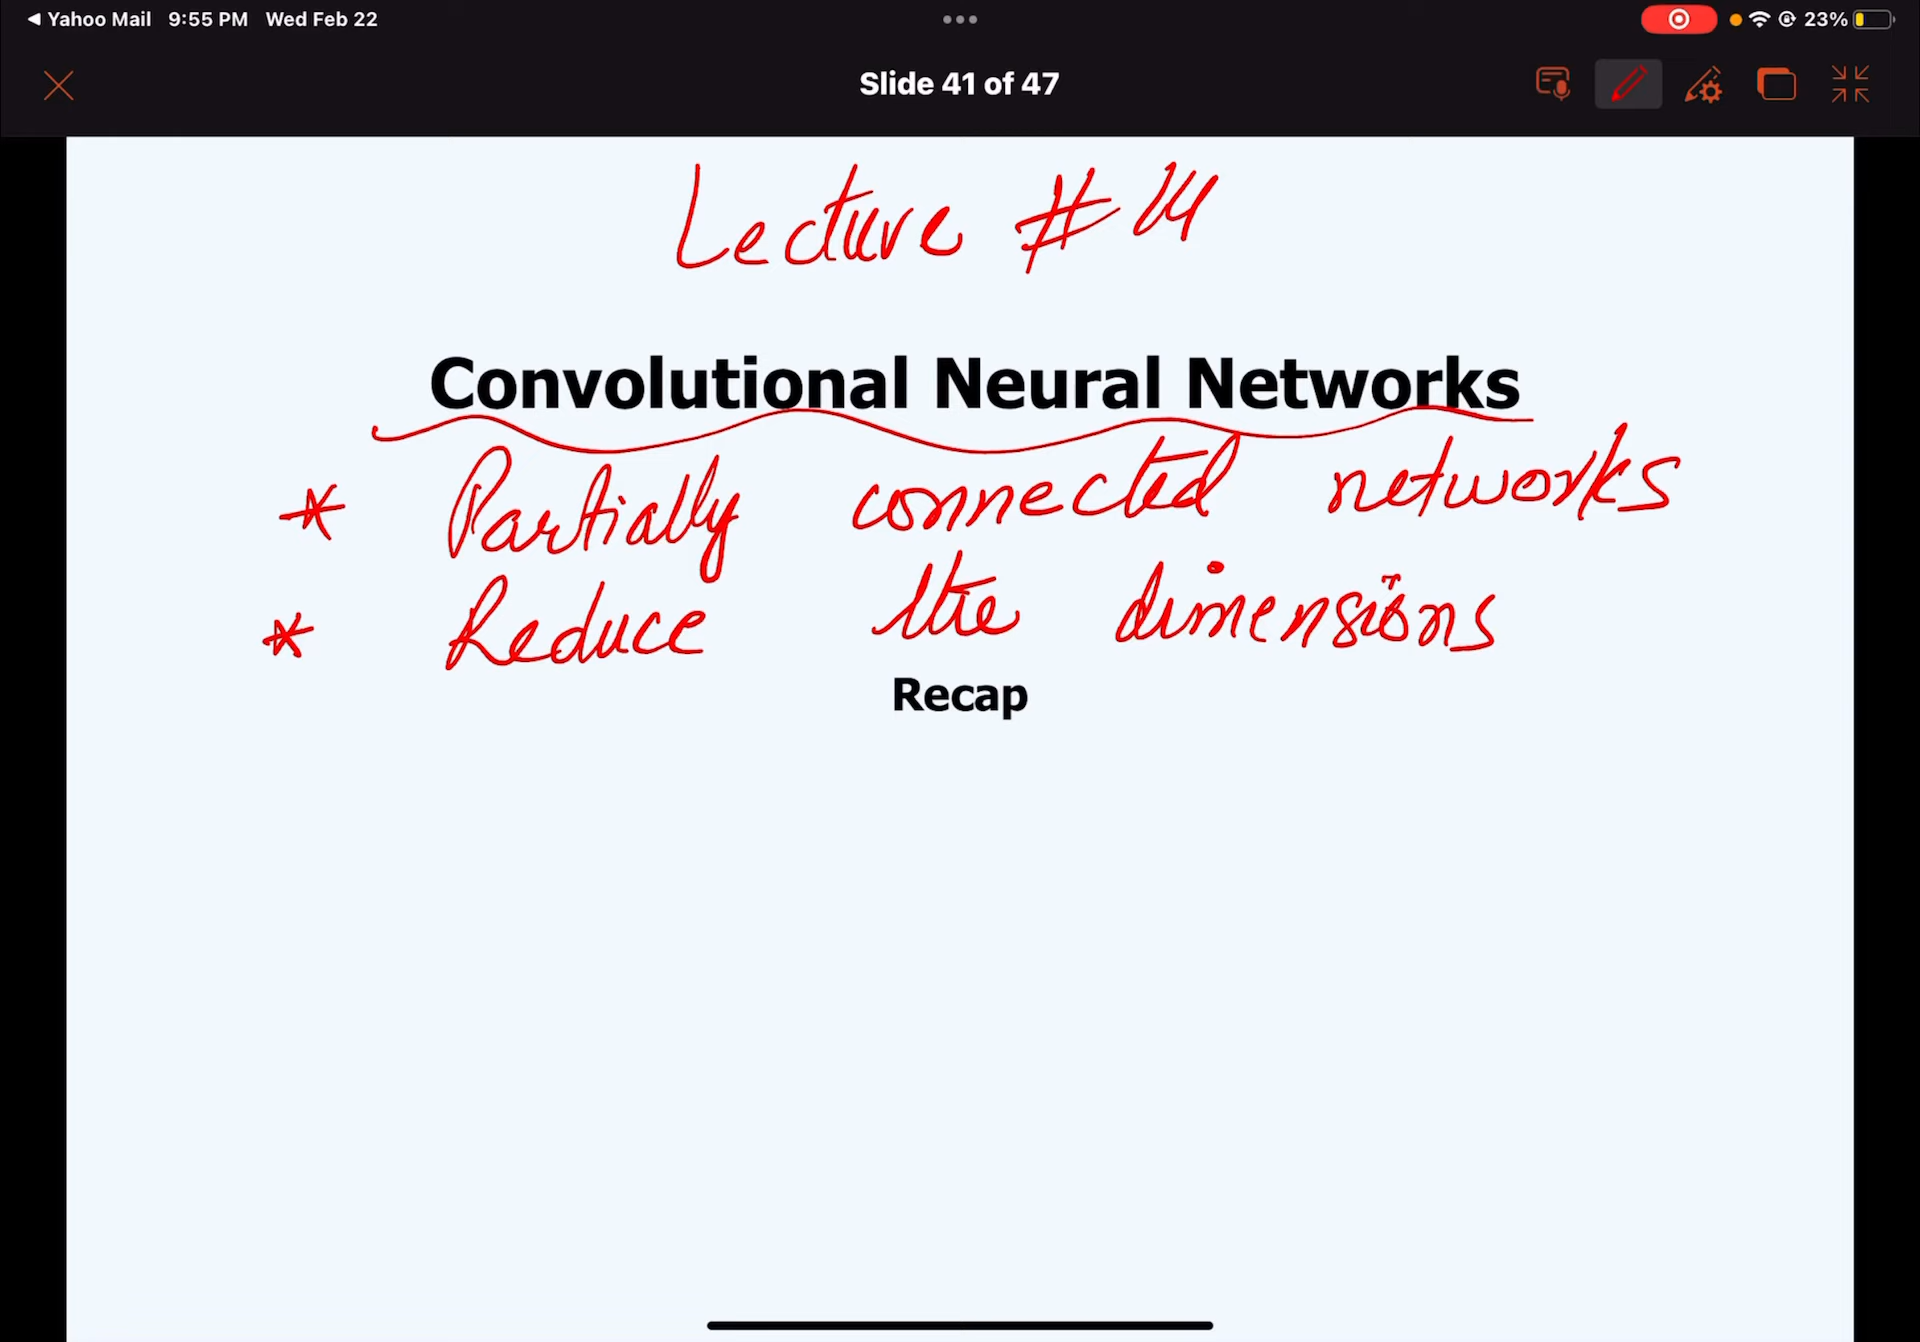 ◀ Yahoo Mail 9:55 PM Wed Feb 22 23%
Slide 41 of 47
Lecture #14
Convolutional Neural Networks
* Partially connected networks
* Reduce the dimensions
Recap